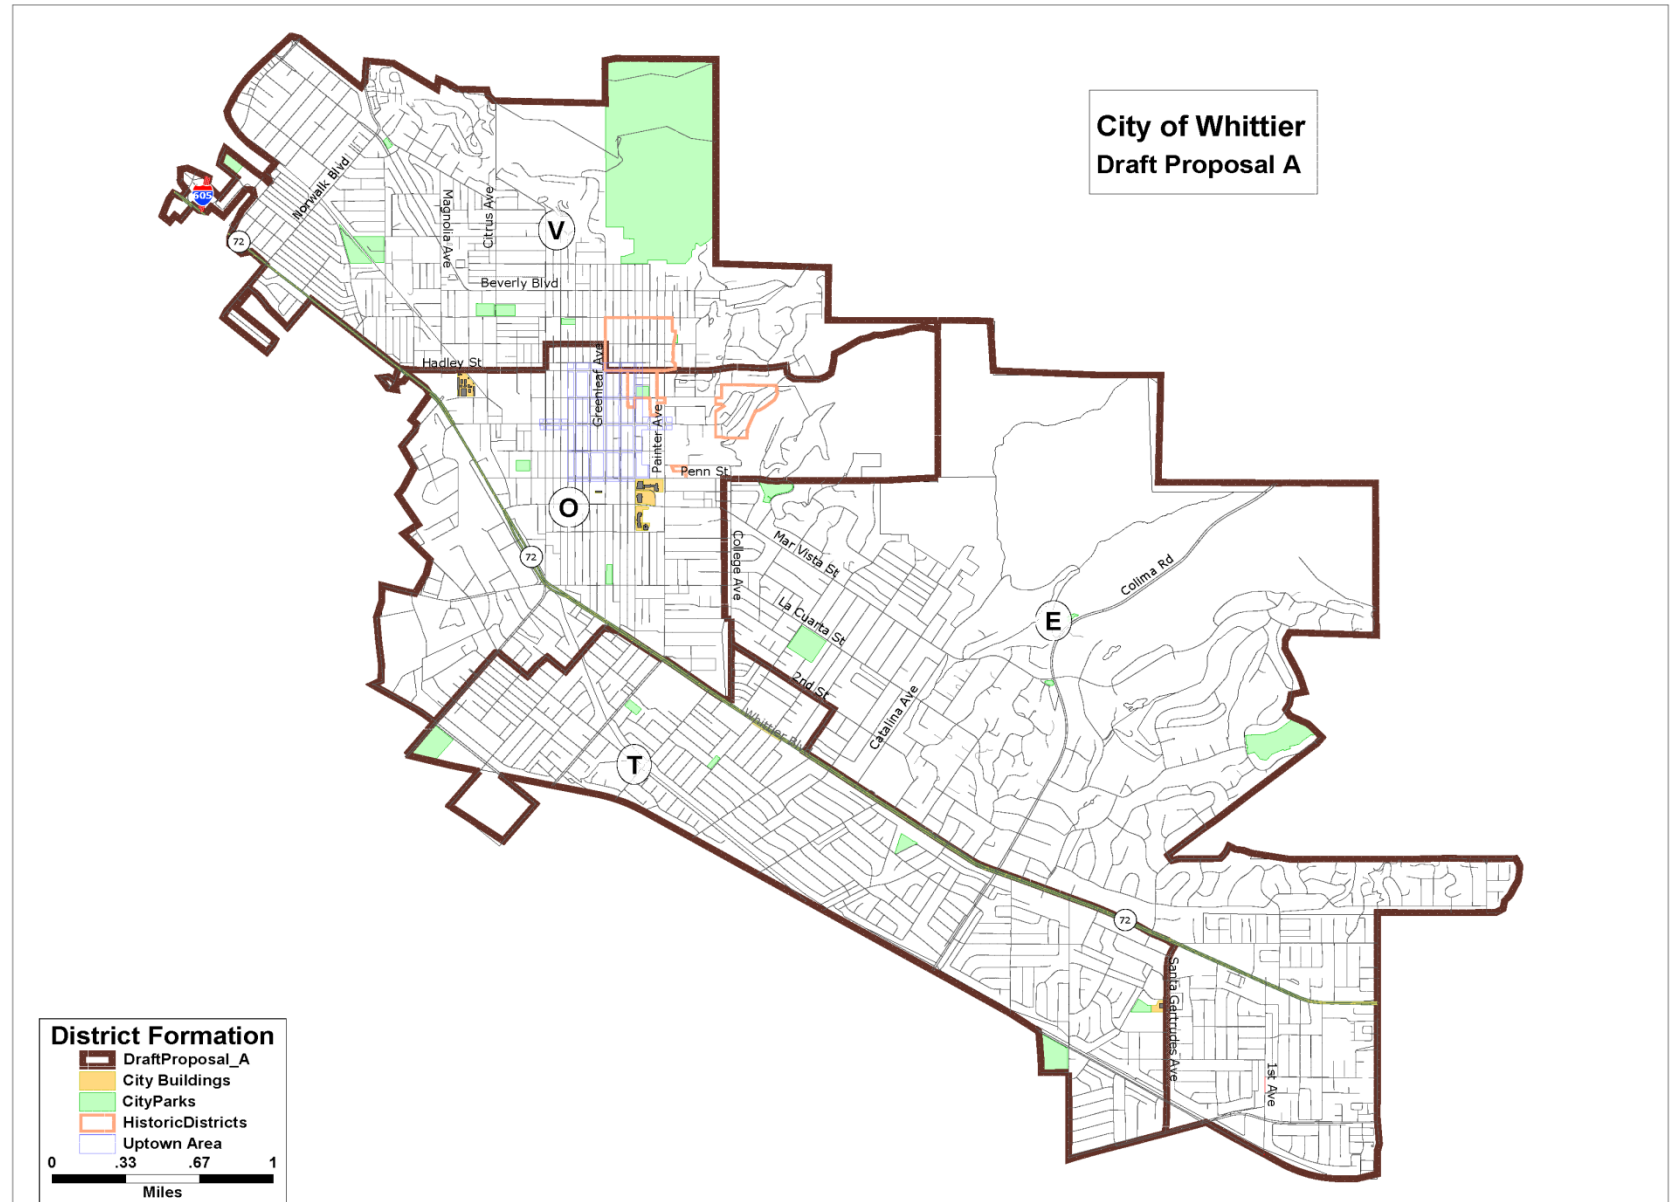 City of Whittier
Draft Proposal A
605
Norwalk Blvd
Magnolia Ave
Citrus Ave
V
72
Beverly Blvd
Hadley St
Greenleaf Ave
Painter Ave
Penn St
O
72
College Ave
Mar Vista St
Colima Rd
La Cuarta St
E
2nd St
Catalina Ave
Whittier Blvd
T
72
Santa Gertrudes Ave
1st Ave
District Formation
DraftProposal_A
City Buildings
CityParks
HistoricDistricts
Uptown Area
0 .33 .67 1
Miles